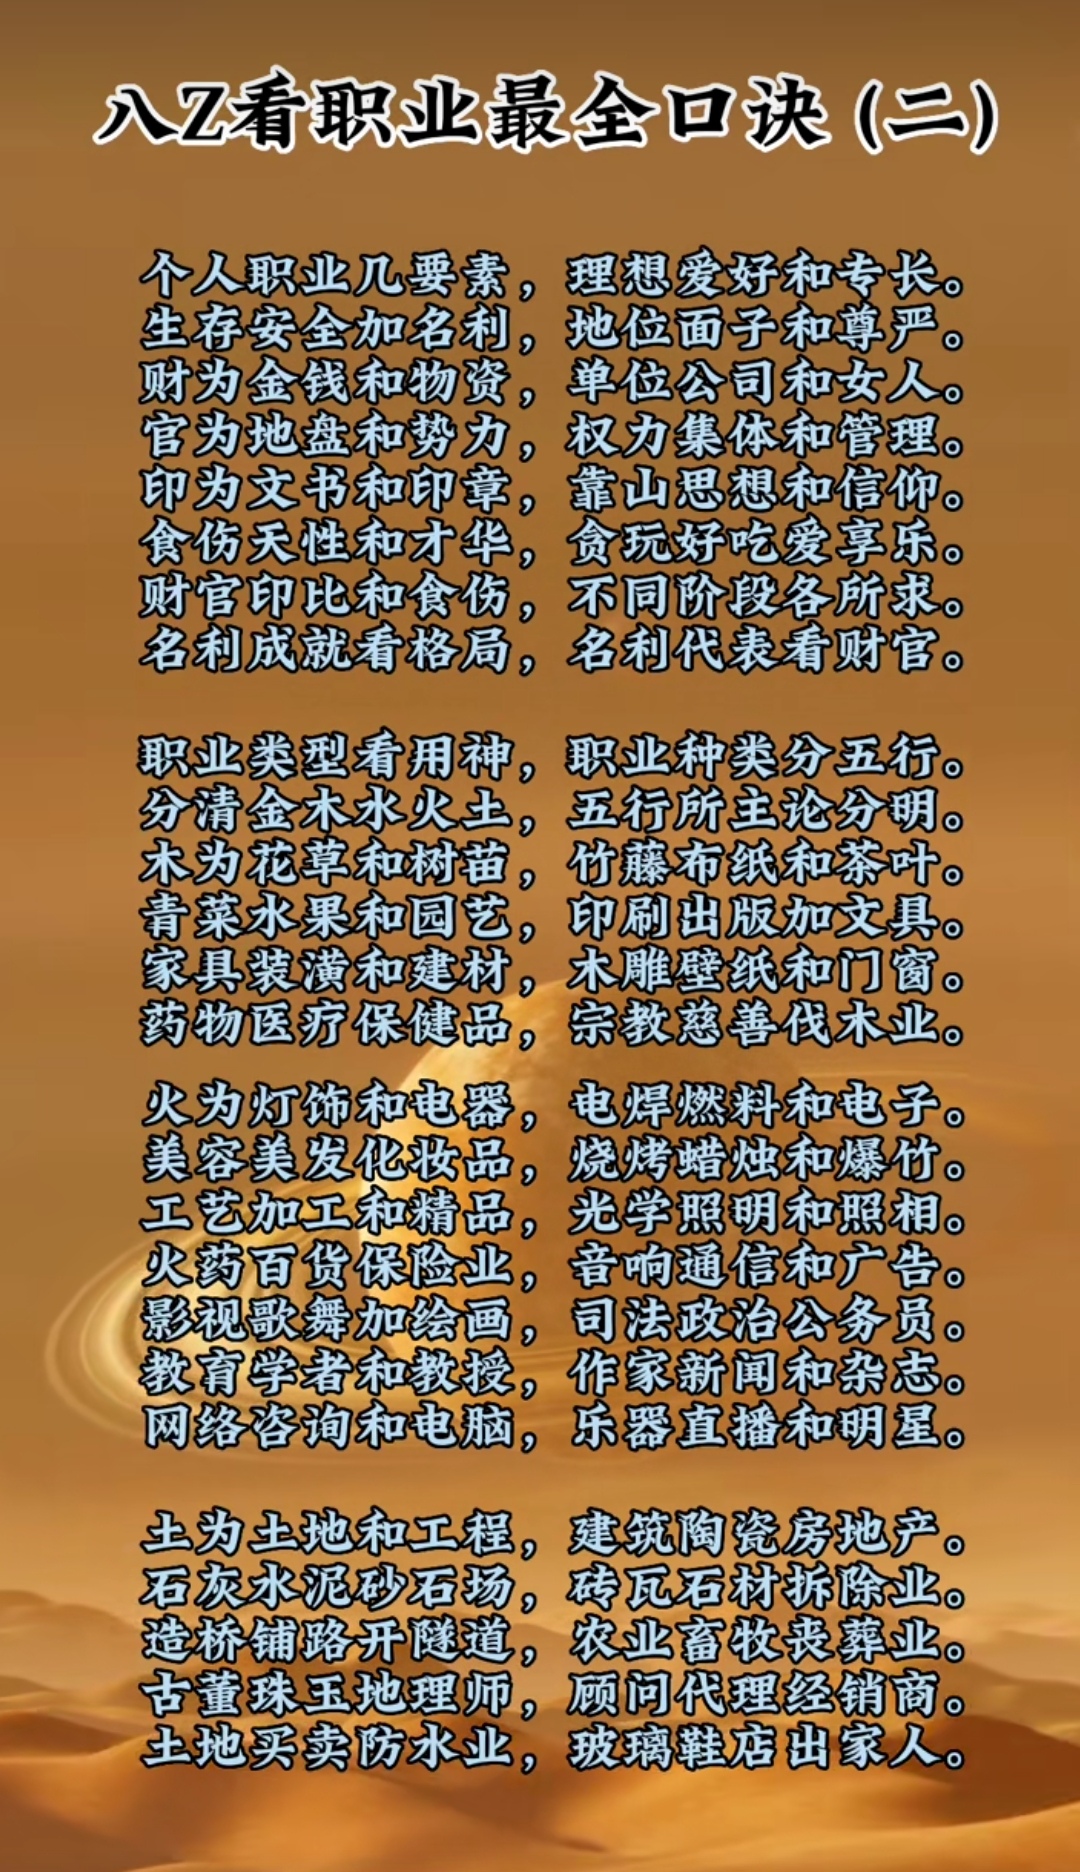 八Z看职业最全口诀（二）
个人职业几要素，理想爱好和专长。
生存安全加名利，地位面子和尊严。
财为金钱和物资，单位公司和女人。
官为地盘和势力，权力集体和管理。
印为文书和印章，靠山思想和信仰。
食伤天性和才华，贪玩好吃爱享乐。
财官印比和食伤，不同阶段各所求。
名利成就看格局，名利代表看财官。
职业类型看用神，职业种类分五行。
分清金木水火土，五行所主论分明。
木为花草和树苗，竹藤布纸和茶叶。
青菜水果和园艺，印刷出版加文具。
家具装潢和建材，木雕壁纸和门窗。
药物医疗保健品，宗教慈善伐木业。
火为灯饰和电器，电焊燃料和电子。
美容美发化妆品，烧烤蜡烛和爆竹。
工艺加工和精品，光学照明和照相。
火药百货保险业，音响通信和广告。
影视歌舞加绘画，司法政治公务员。
教育学者和教授，作家新闻和杂志。
网络咨询和电脑，乐器直播和明星。
土为土地和工程，建筑陶瓷房地产。
石灰水泥砂石场，砖瓦石材拆除业。
造桥铺路开隧道，农业畜牧丧葬业。
古董珠玉地理师，顾问代理经销商。
土地买卖防水业，玻璃鞋店出家人。